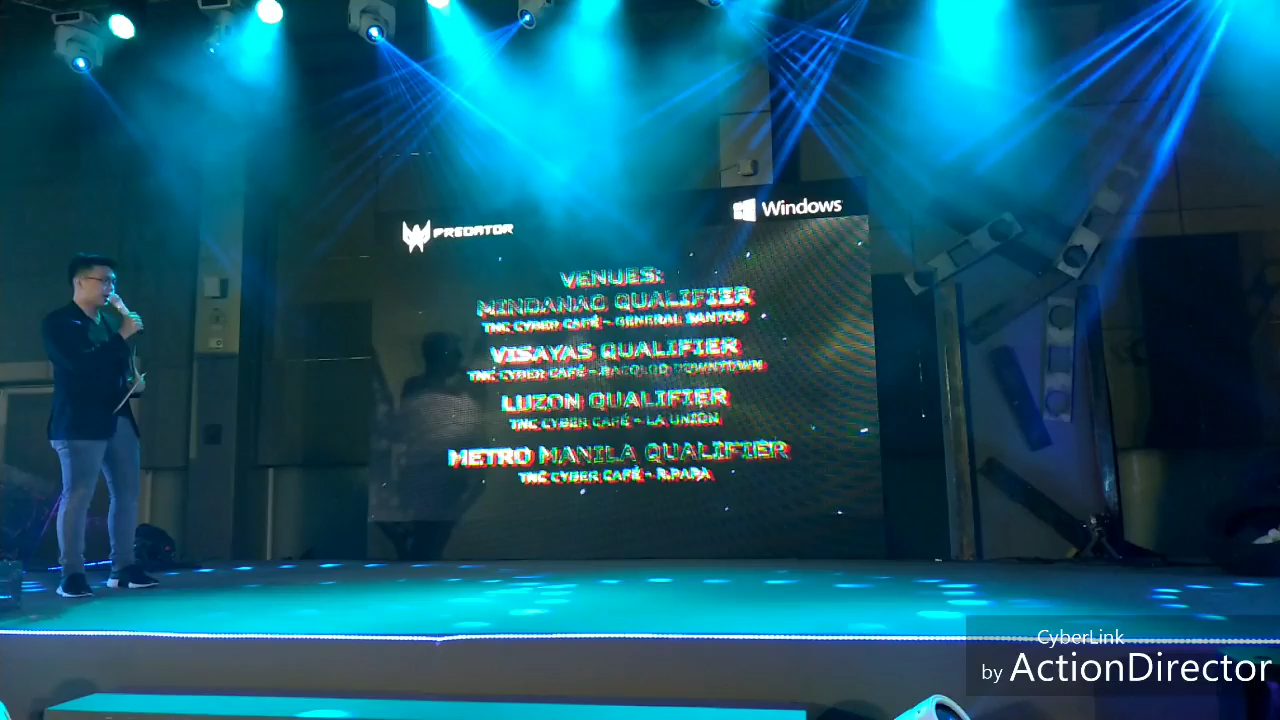 PREDATOR
Windows
VENUES:
MINDANAO QUALIFIER
TNC CYBER CAFÉ - GENERAL SANTOS
VISAYAS QUALIFIER
TNC CYBER CAFÉ - BACOLOD DOWNTOWN
LUZON QUALIFIER
TNC CYBER CAFÉ - LA UNION
METRO MANILA QUALIFIER
TNC CYBER CAFÉ - R.PAPA
CyberLink
by ActionDirector